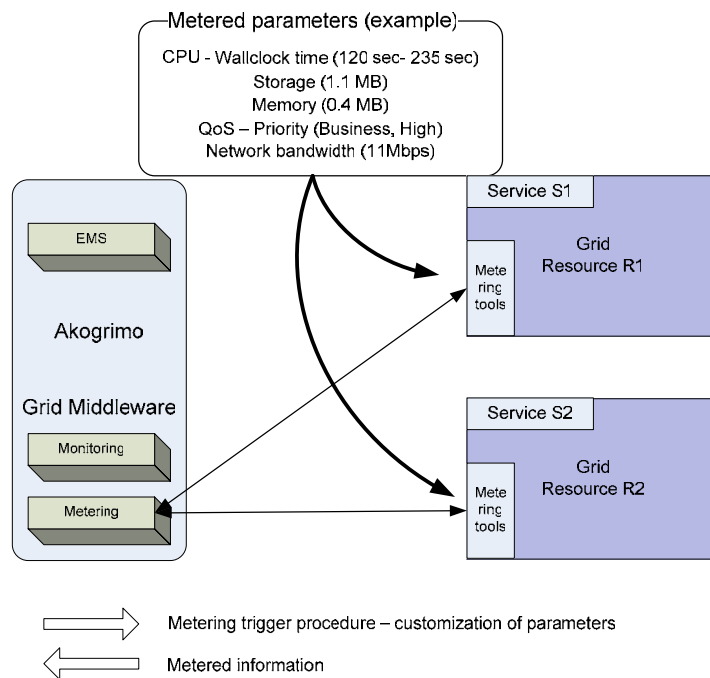 Metered parameters (example)
CPU - Wallclock time (120 sec- 235 sec)
Storage (1.1 MB)
Memory (0.4 MB)
QoS – Priority (Business, High)
Network bandwidth (11Mbps)
EMS
Akogrimo
Grid Middleware
Monitoring
Metering
Service S1
Grid
Resource R1
Mete
ring
tools
Service S2
Grid
Resource R2
Mete
ring
tools
Metering trigger procedure – customization of parameters
Metered information